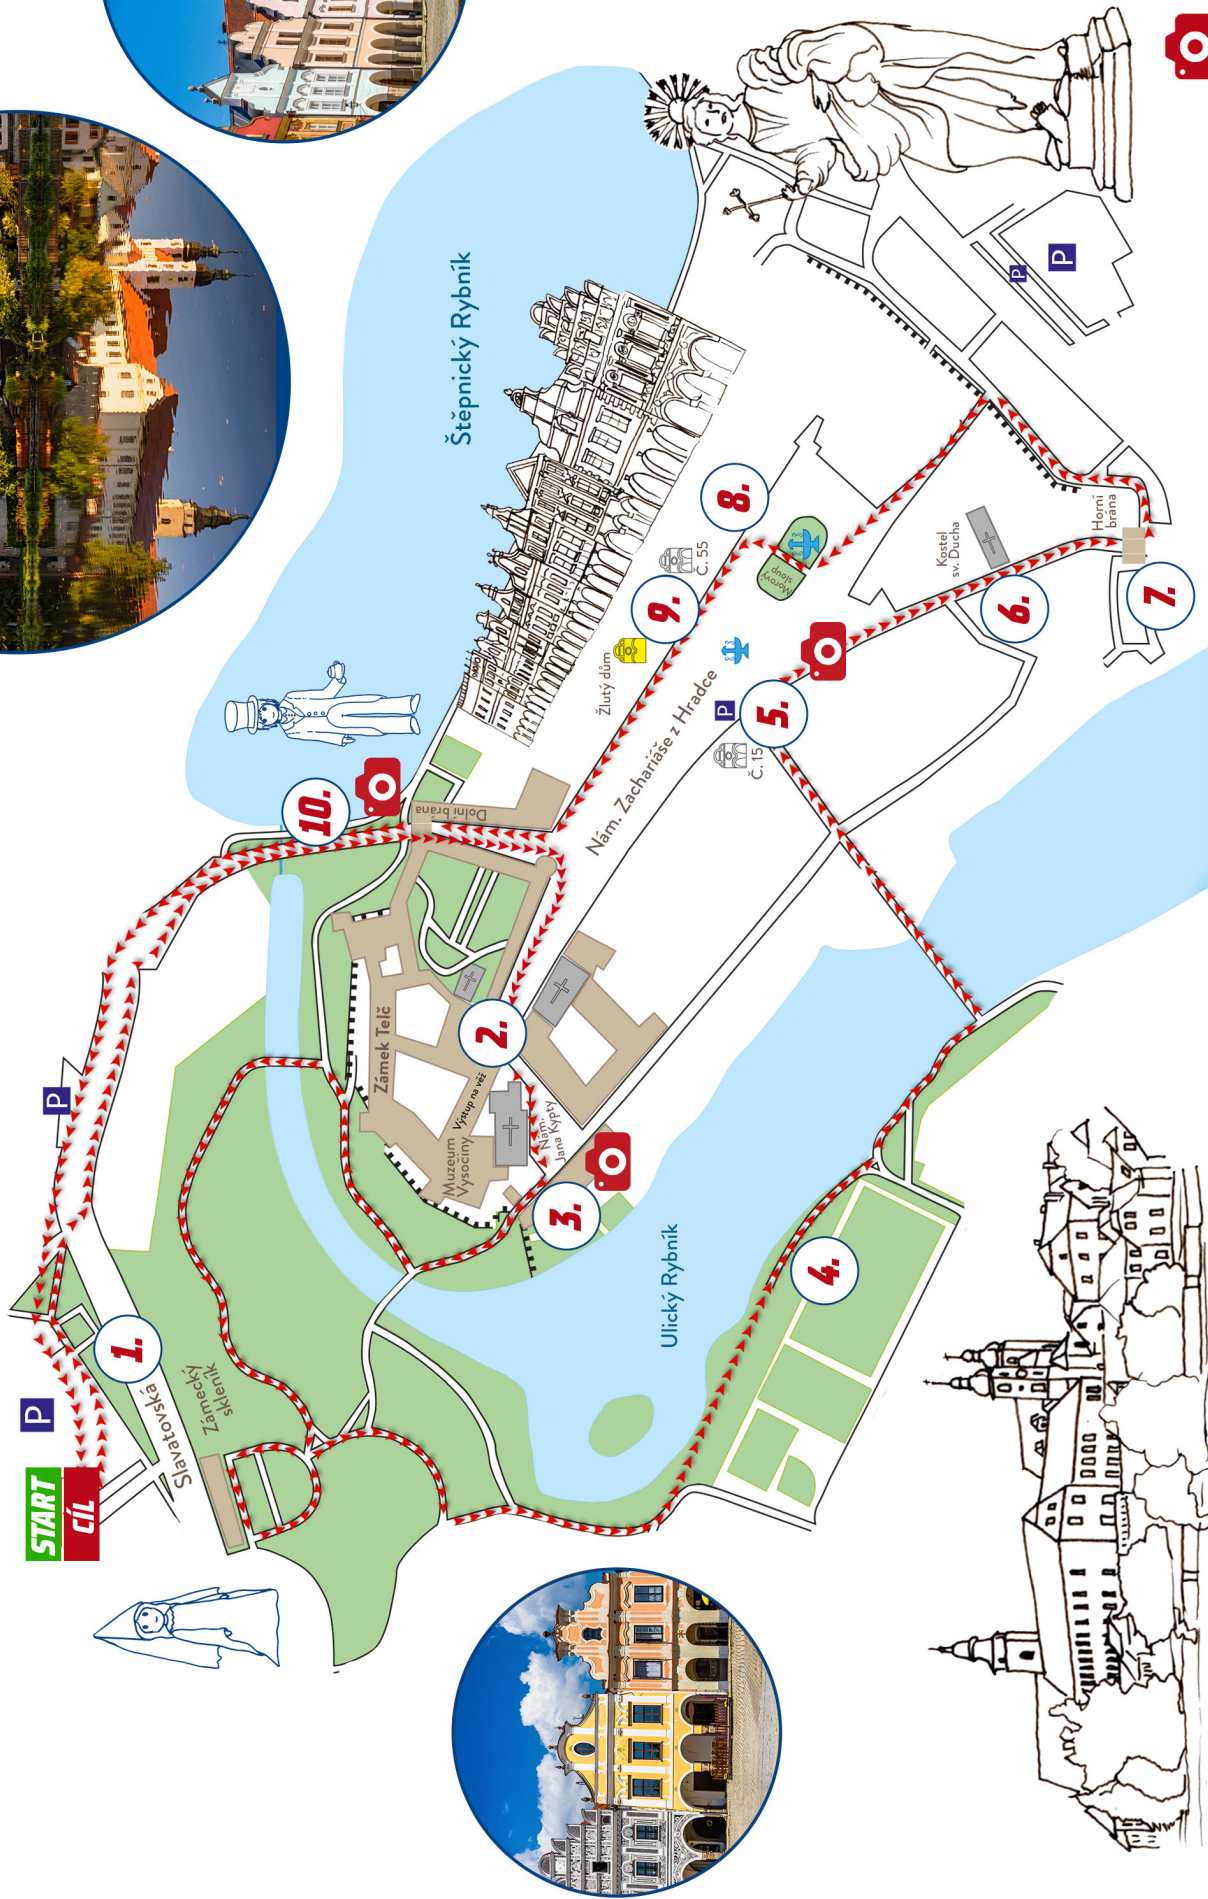 START
CÍL
P
P
1.
Slavatovská
Zámecký
skleník
10.
Štěpnický Rybník
Dolní brána
Zámek Telč
2.
Výstup na věž
Muzeum
Vysočiny
Nám.
Jana Kypty
3.
Nám. Zachariáše z Hradce
Žlutý dům
9.
Č. 55
8.
Morový
sloup
P
Č. 15
5.
Ulický Rybník
4.
Kostel
sv. Ducha
6.
Horní
brána
7.
P
P